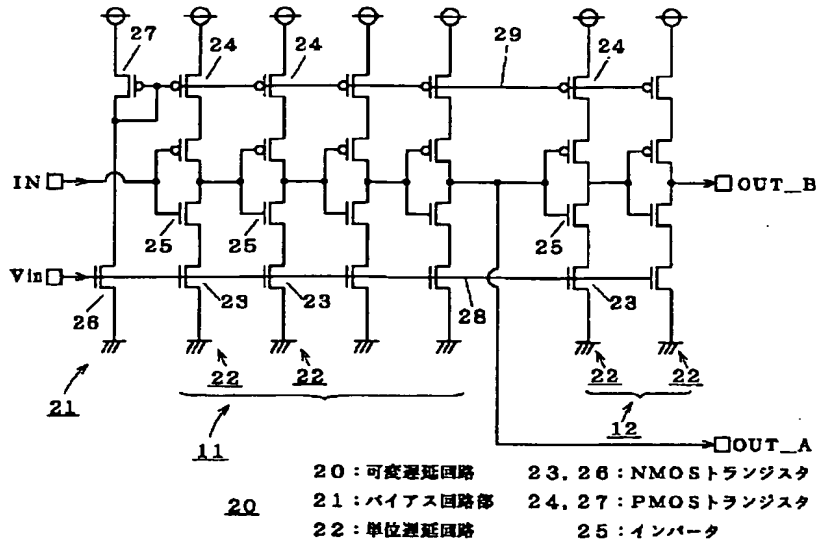 27
24
24
29
24
IN
OUT_B
25
25
25
Vin
26
23
23
28
23
22
22
22
22
21
11
12
OUT_A
20
20：可変遅延回路
21：バイアス回路部
22：単位遅延回路
23，26：NMOSトランジスタ
24，27：PMOSトランジスタ
25：インバータ